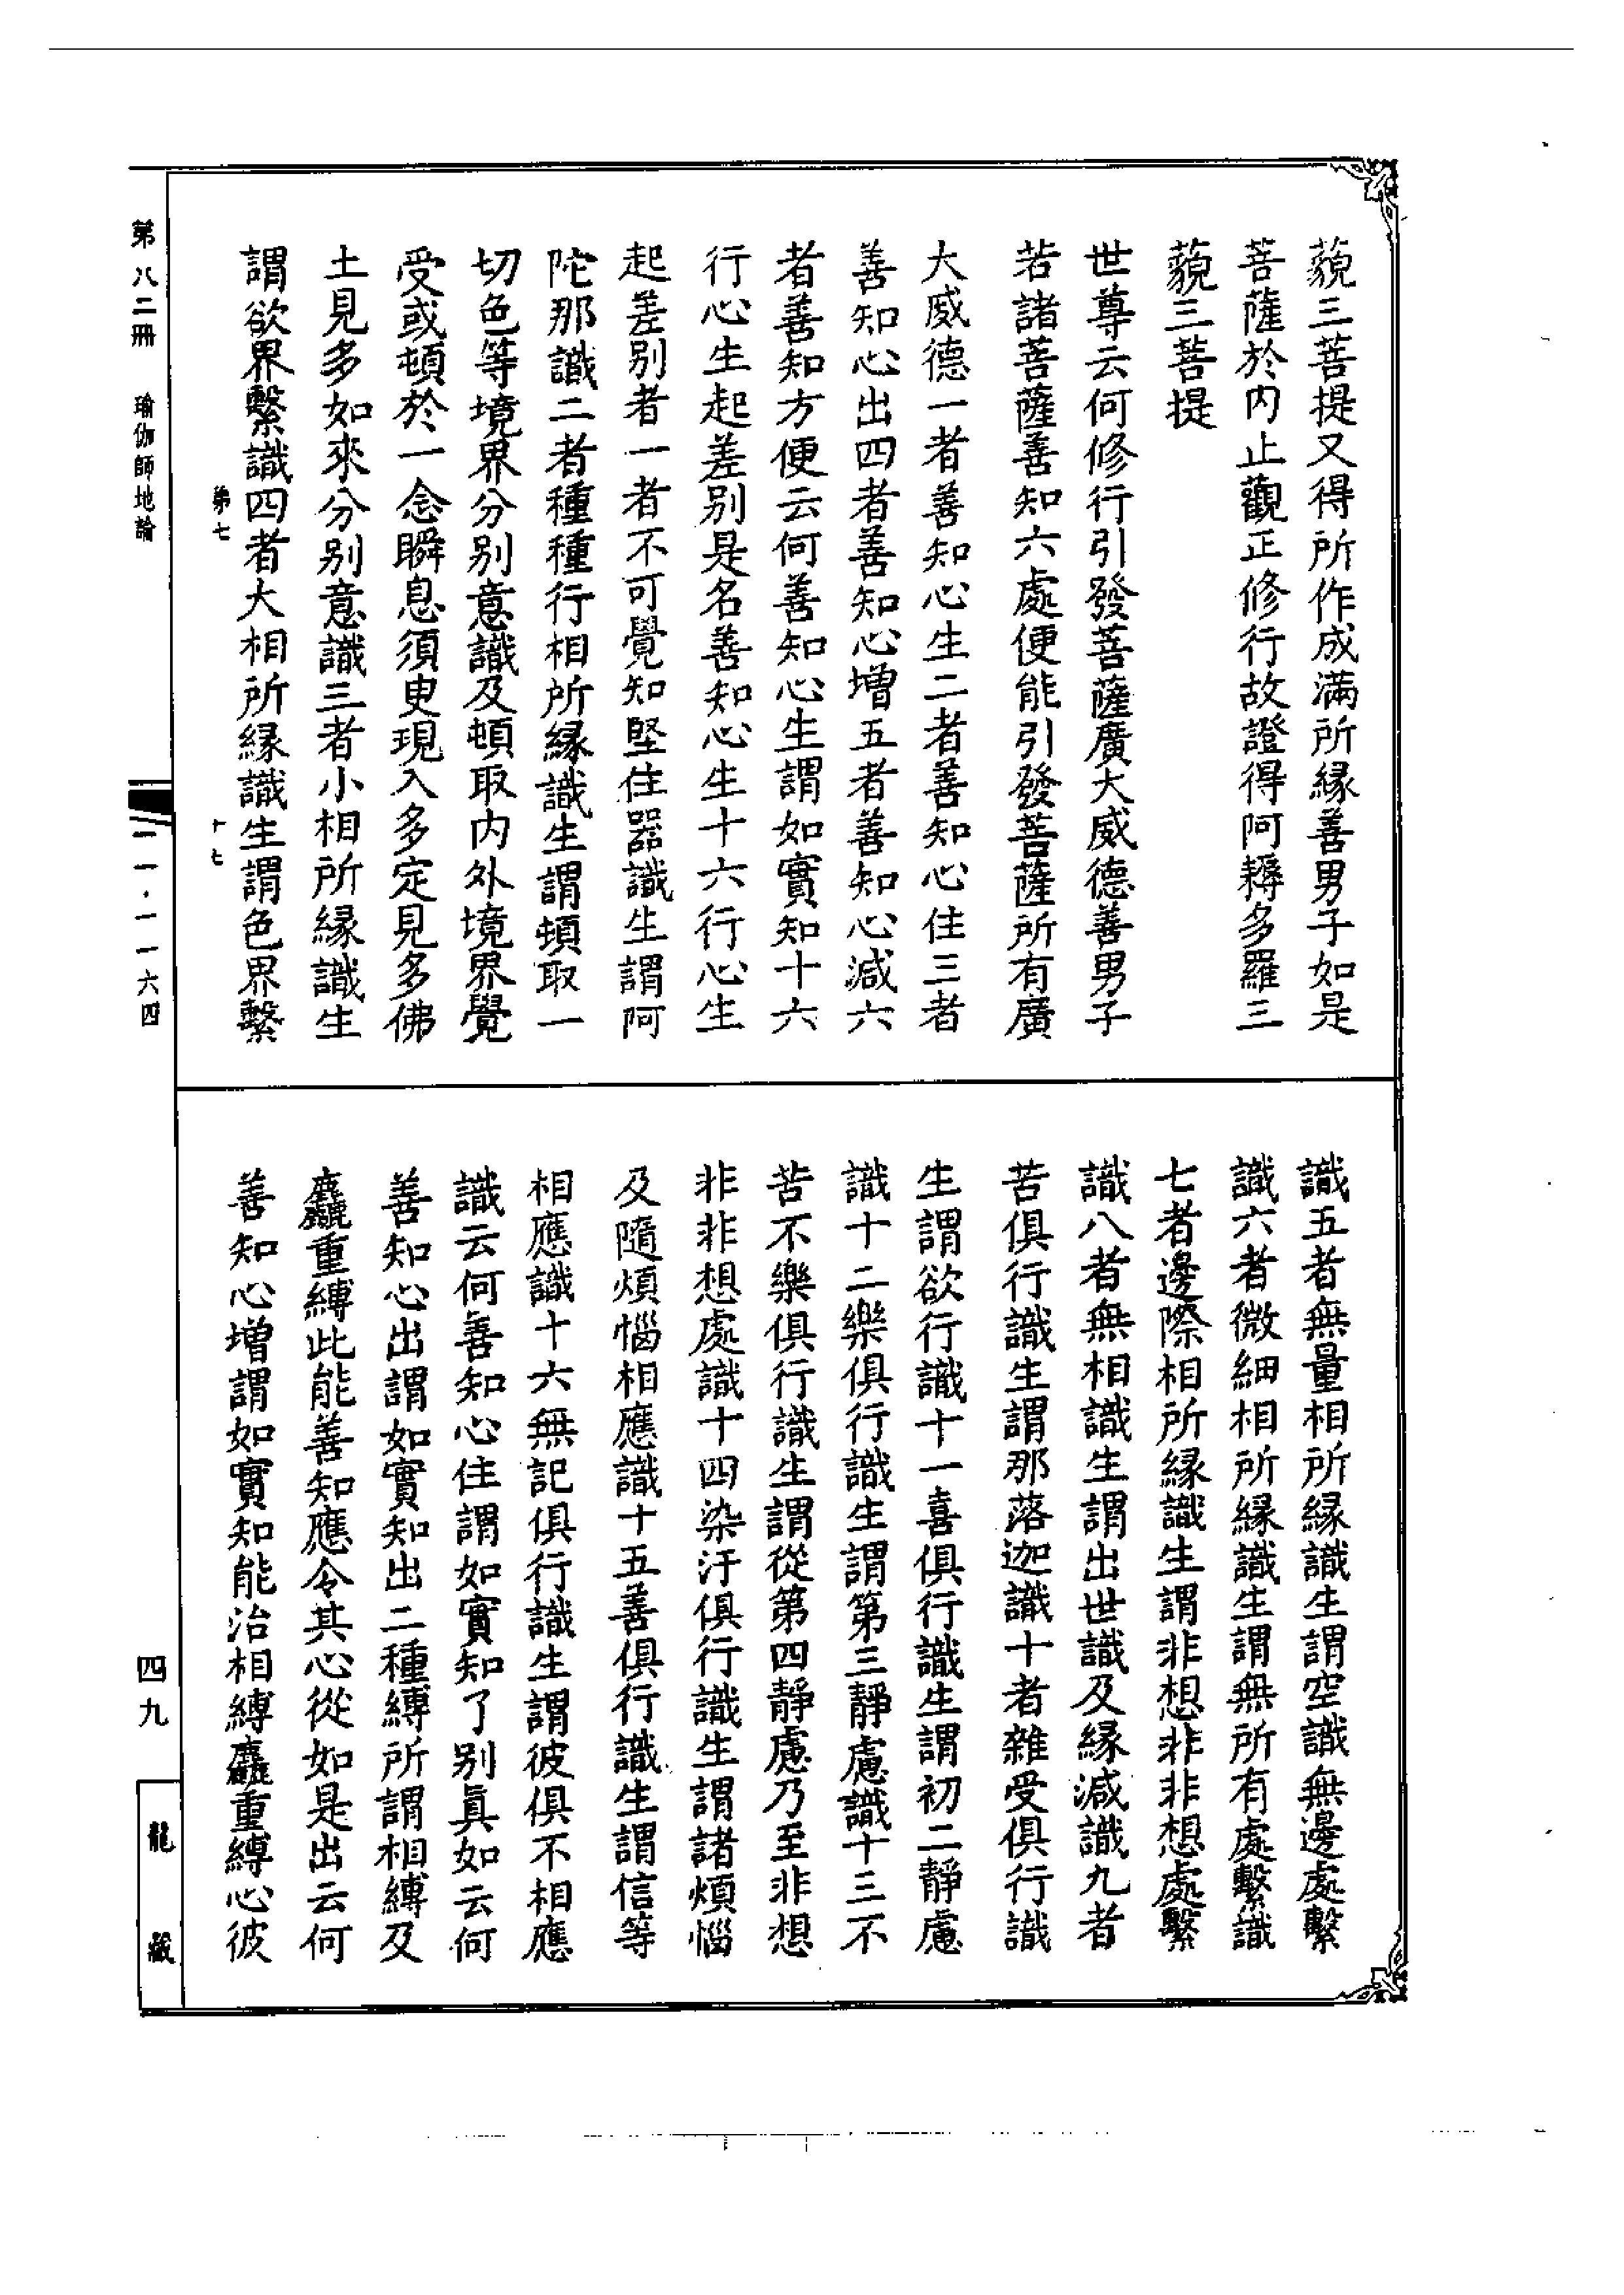 藐三菩提又得所作成滿所緣善男子如是
菩薩於內止觀正修行故證得阿耨多羅三
藐三菩提
世尊云何修行引發菩薩廣大威德善男子
若諸菩薩善知六處便能引發菩薩所有廣
大威德一者善知心生二者善知心住三者
善知心出四者善知心增五者善知心減六
者善知方便云何善知心生謂如實知十六
行心生起差別是名善知心生十六行心生
起差別者一者不可覺知堅住器識生謂阿
陀那識二者種種行相所緣識生謂頓取一
切色等境界分別意識及頓取內外境界覺
受或頓於一念瞬息須臾現入多定見多佛
土見多如來分別意識三者小相所緣識生
謂欲界繫識四者大相所緣識生謂色界繫
識五者無量相所緣識生謂空識無邊處繫
識六者微細相所緣識生謂無所有處繫識
七者邊際相所緣識生謂非想非非想處繫
識八者無相識生謂出世識及緣滅識九者
苦俱行識生謂那落迦識十者雜受俱行識
生謂欲行識十一喜俱行識生謂初二靜慮
識十二樂俱行識生謂第三靜慮識十三不
苦不樂俱行識生謂從第四靜慮乃至非想
非非想處識十四染汙俱行識生謂諸煩惱
及隨煩惱相應識十五善俱行識生謂信等
相應識十六無記俱行識生謂彼俱不相應
識云何善知心住謂如實知了別眞如云何
善知心出謂如實知出二種縛所謂相縛及
麤重縛此能善知應令其心從如是出云何
善知心增謂如實知能治相縛麤重縛心彼
第七
十七
第八二冊 瑜伽師地論
二一·一一六四
四九
龍藏